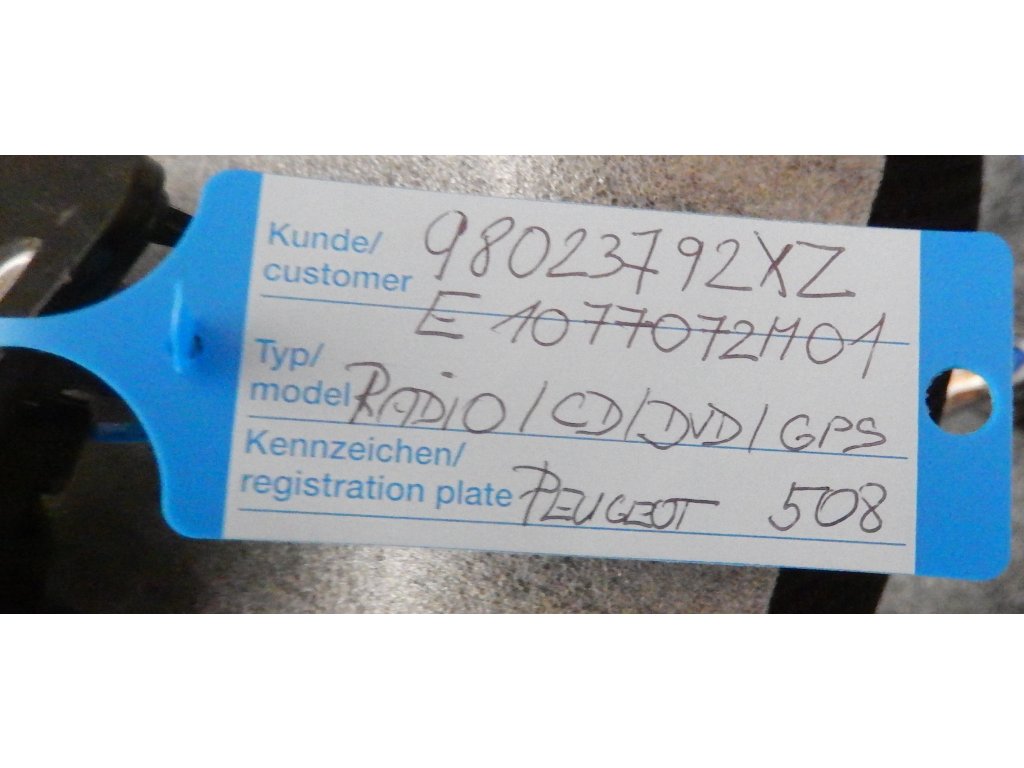 Kunde/
customer 98023792XZ
E 1077072M01
Typ/
model RADiO/CD/DVD/GPS
Kennzeichen/
registration plate PEUGEOT 508